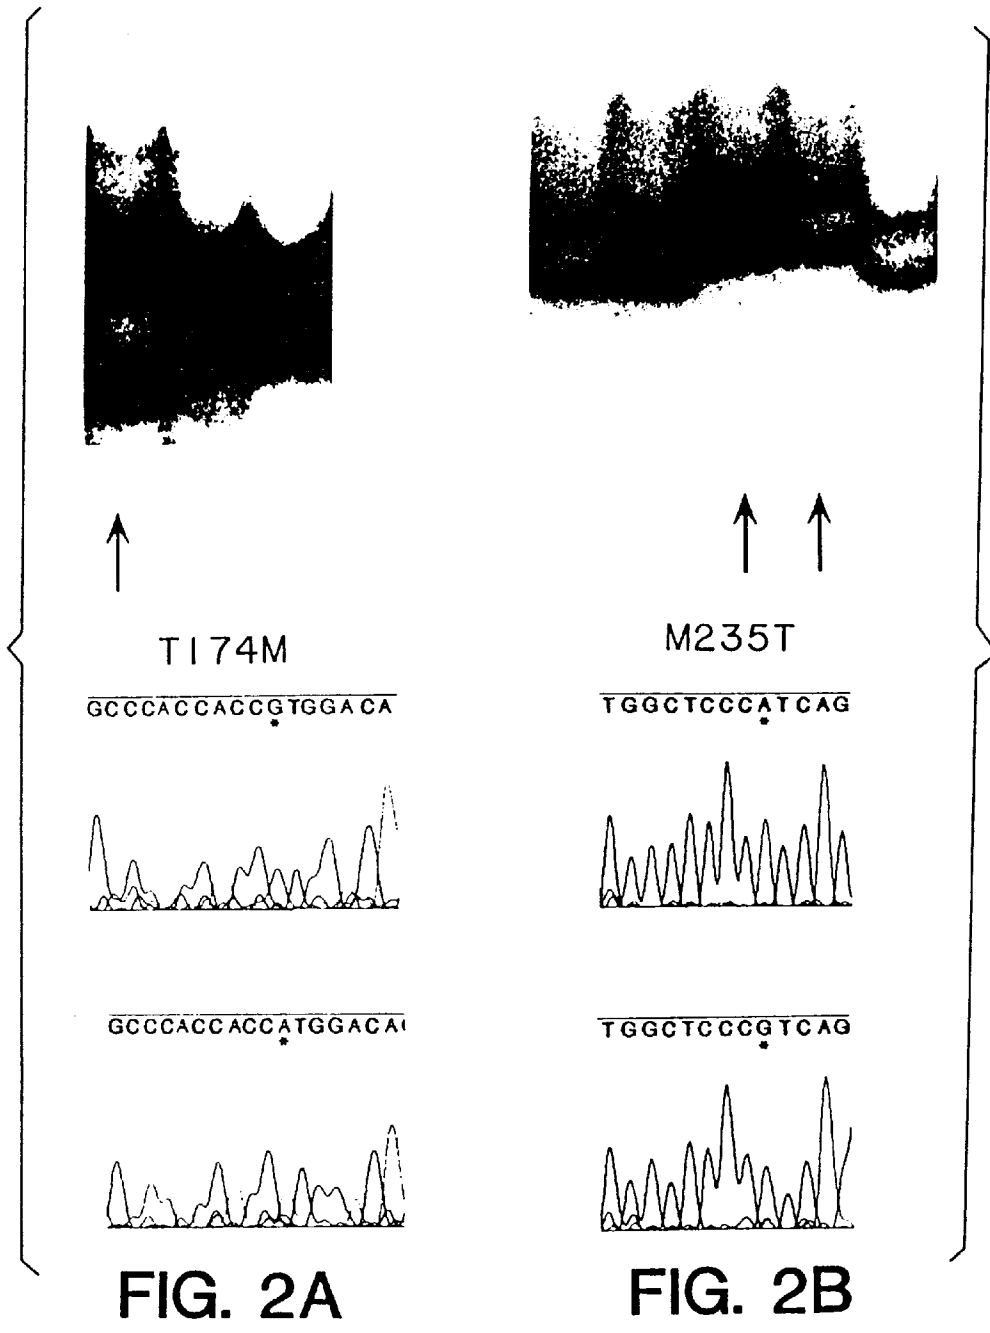 T174M
GCCCACCACCGTGGACA
*
GCCCACCACCATGGACA
*
FIG. 2A
M235T
TGGCTCCCATCAG
*
TGGCTCCCGTCAG
*
FIG. 2B